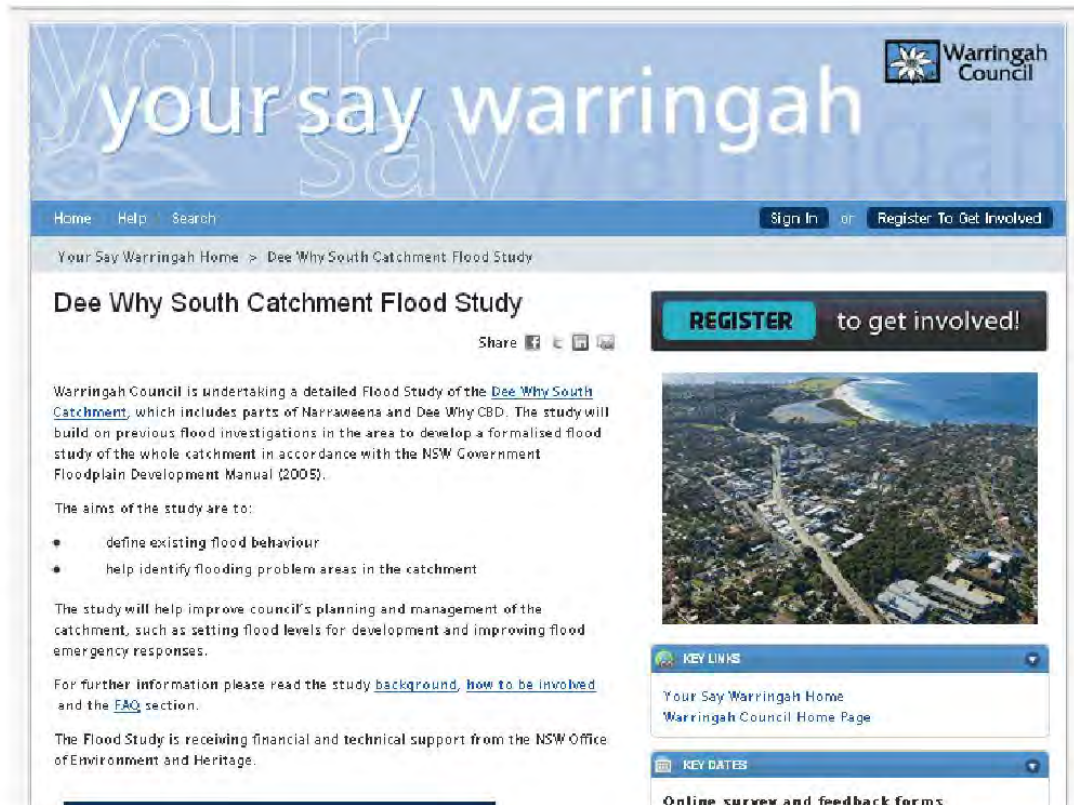 your say warringah
Warringah
Council
Home Help Search
Sign In or Register To Get Involved
Your Say Warringah Home > Dee Why South Catchment Flood Study
Dee Why South Catchment Flood Study
Share
REGISTER to get involved!
Warringah Council is undertaking a detailed Flood Study of the Dee Why South
Catchment, which includes parts of Narraweena and Dee Why CBD. The study will
build on previous flood investigations in the area to develop a formalised flood
study of the whole catchment in accordance with the NSW Government
Floodplain Development Manual (2005).
The aims of the study are to:
• define existing flood behaviour
• help identify flooding problem areas in the catchment
The study will help improve council's planning and management of the
catchment, such as setting flood levels for development and improving flood
emergency responses.
For further information please read the study background, how to be involved
and the FAQ section.
The Flood Study is receiving financial and technical support from the NSW Office
of Environment and Heritage.
KEY LINKS
Your Say Warringah Home
Warringah Council Home Page
KEY DATES
Online survey and feedback forms